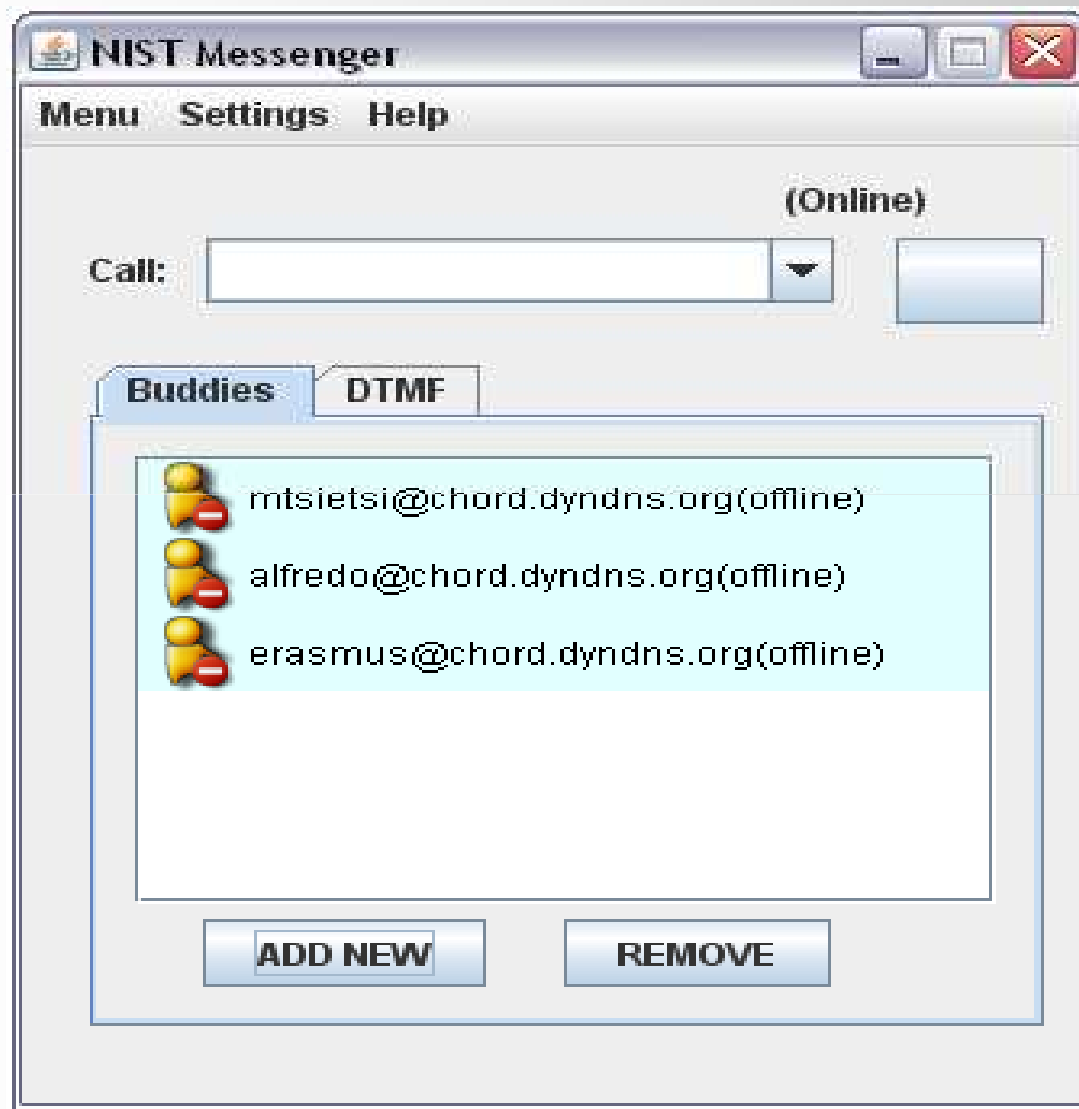 NIST Messenger
Menu Settings Help
(Online)
Call:
Buddies DTMF
mtsietsi@chord.dyndns.org(offline)
alfredo@chord.dyndns.org(offline)
erasmus@chord.dyndns.org(offline)
ADD NEW REMOVE